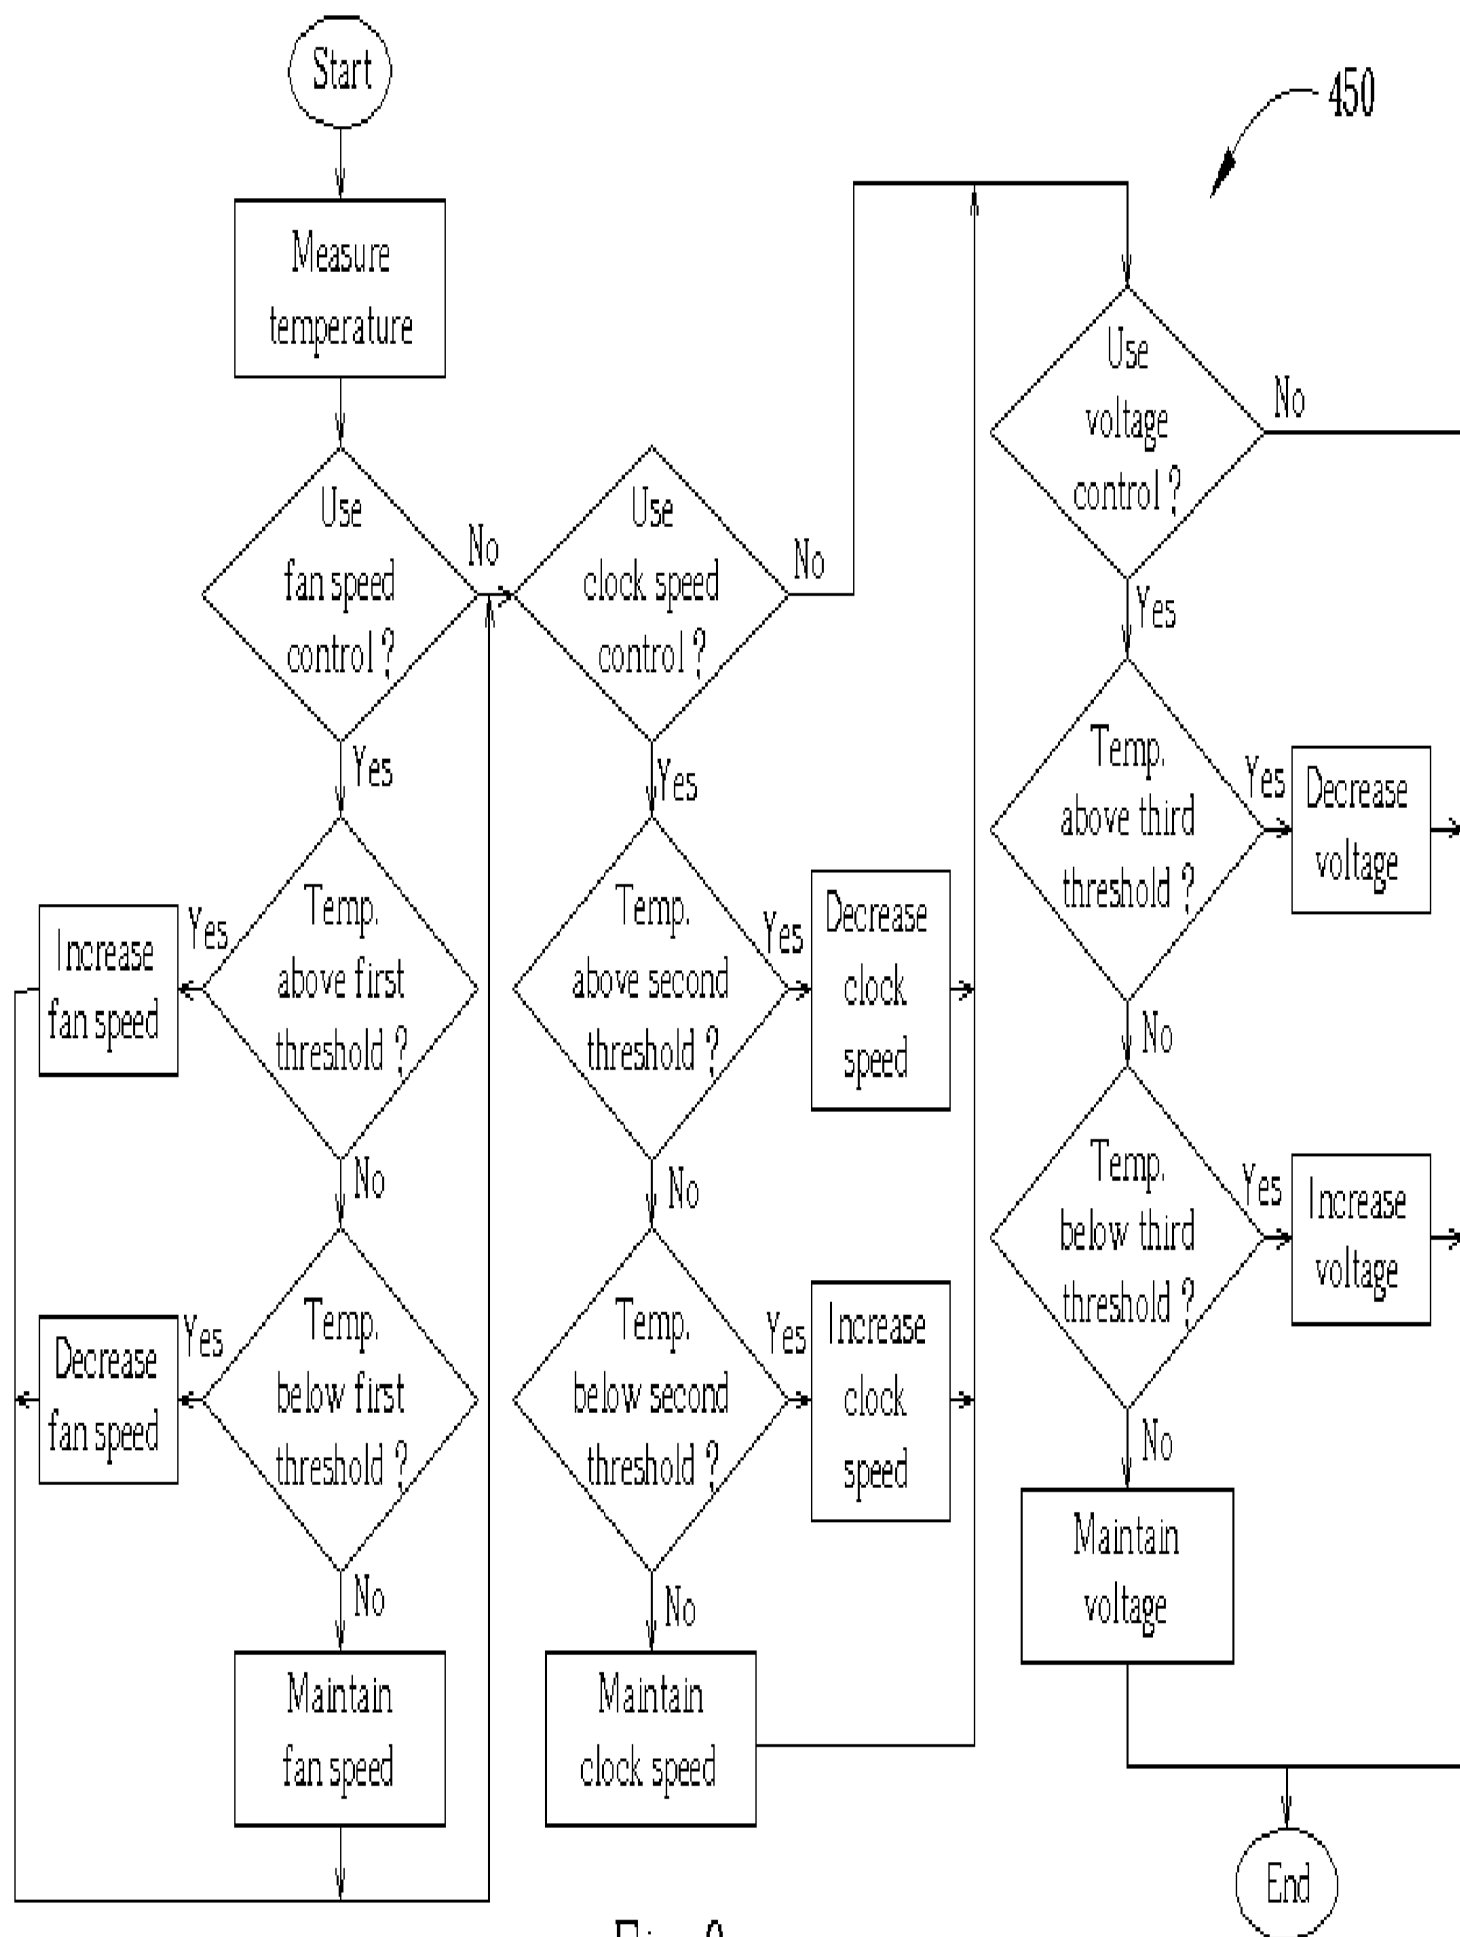 Start
450
Measure
temperature
Use
fan speed
control ?
No
Yes
Temp.
above first
threshold ?
Yes
Increase
fan speed
No
Temp.
below first
threshold ?
Yes
Decrease
fan speed
No
Maintain
fan speed
Use
clock speed
control ?
No
Yes
Temp.
above second
threshold ?
Yes
Decrease
clock
speed
No
Temp.
below second
threshold ?
Yes
Increase
clock
speed
No
Maintain
clock speed
Use
voltage
control ?
No
Yes
Temp.
above third
threshold ?
Yes
Decrease
voltage
No
Temp.
below third
threshold ?
Yes
Increase
voltage
No
Maintain
voltage
End